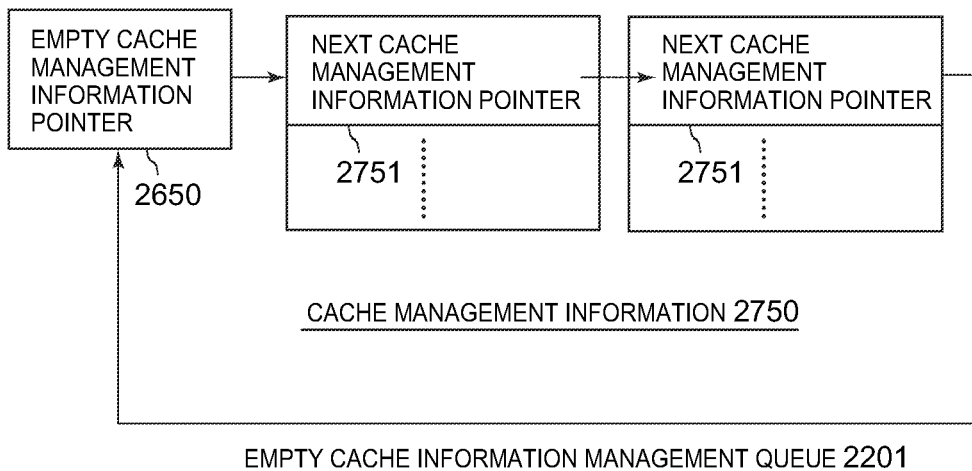 EMPTY CACHE
MANAGEMENT
INFORMATION
POINTER
2650
NEXT CACHE
MANAGEMENT
INFORMATION POINTER
2751
NEXT CACHE
MANAGEMENT
INFORMATION POINTER
2751
CACHE MANAGEMENT INFORMATION 2750
EMPTY CACHE INFORMATION MANAGEMENT QUEUE 2201